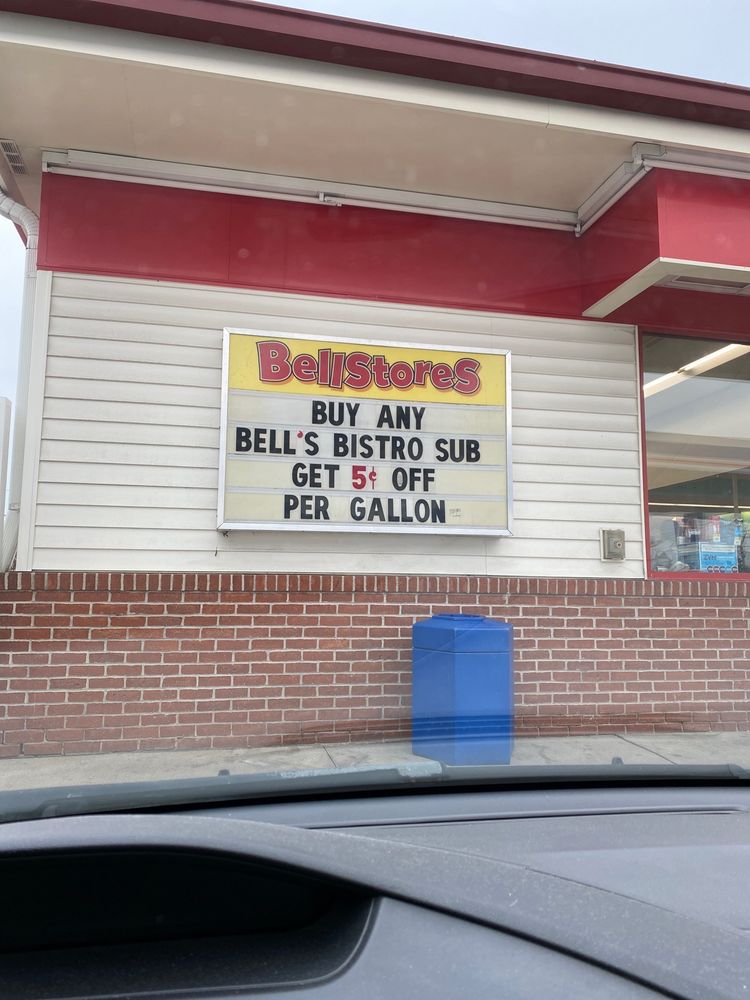 BellStoreS
BUY ANY
BELL'S BISTRO SUB
GET 5¢ OFF
PER GALLON